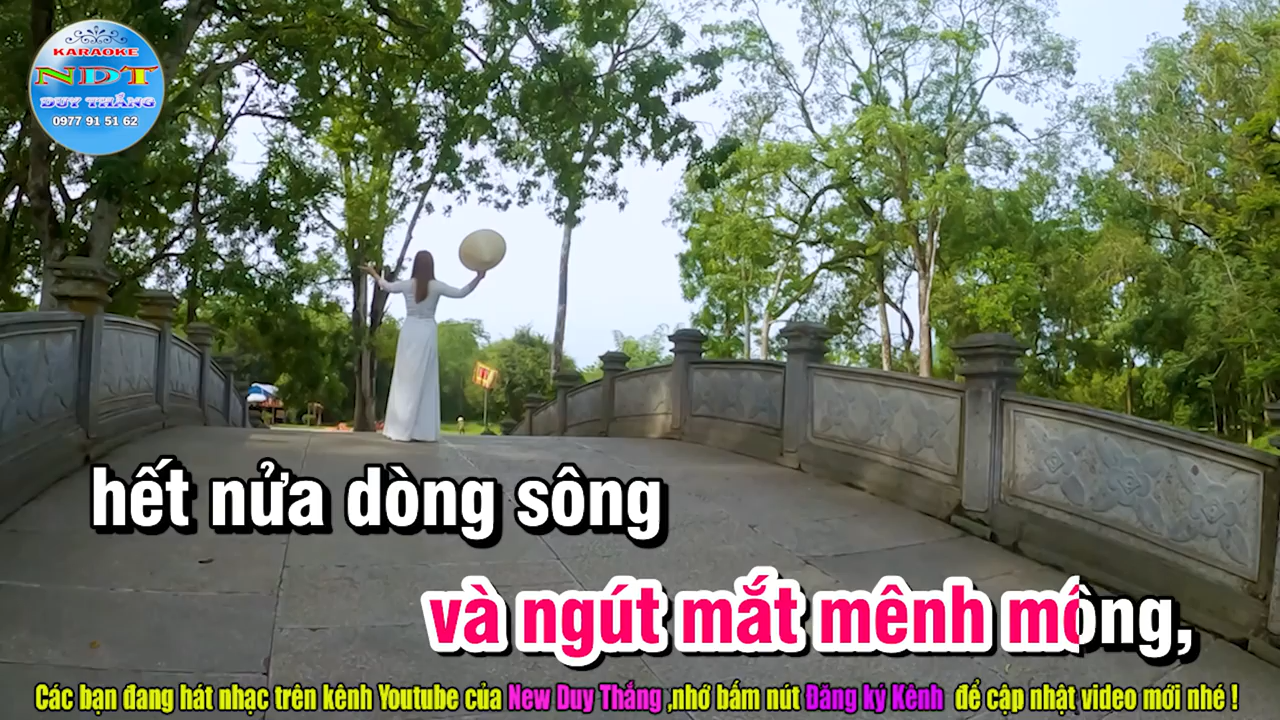 KARAOKE
NDT
DUY THẮNG
0977 91 51 62
hết nửa dòng sông
và ngút mắt mênh mông,
Các bạn đang hát nhạc trên kênh Youtube của New Duy Thắng ,nhớ bấm nút Đăng ký Kênh để cập nhật video mới nhé !